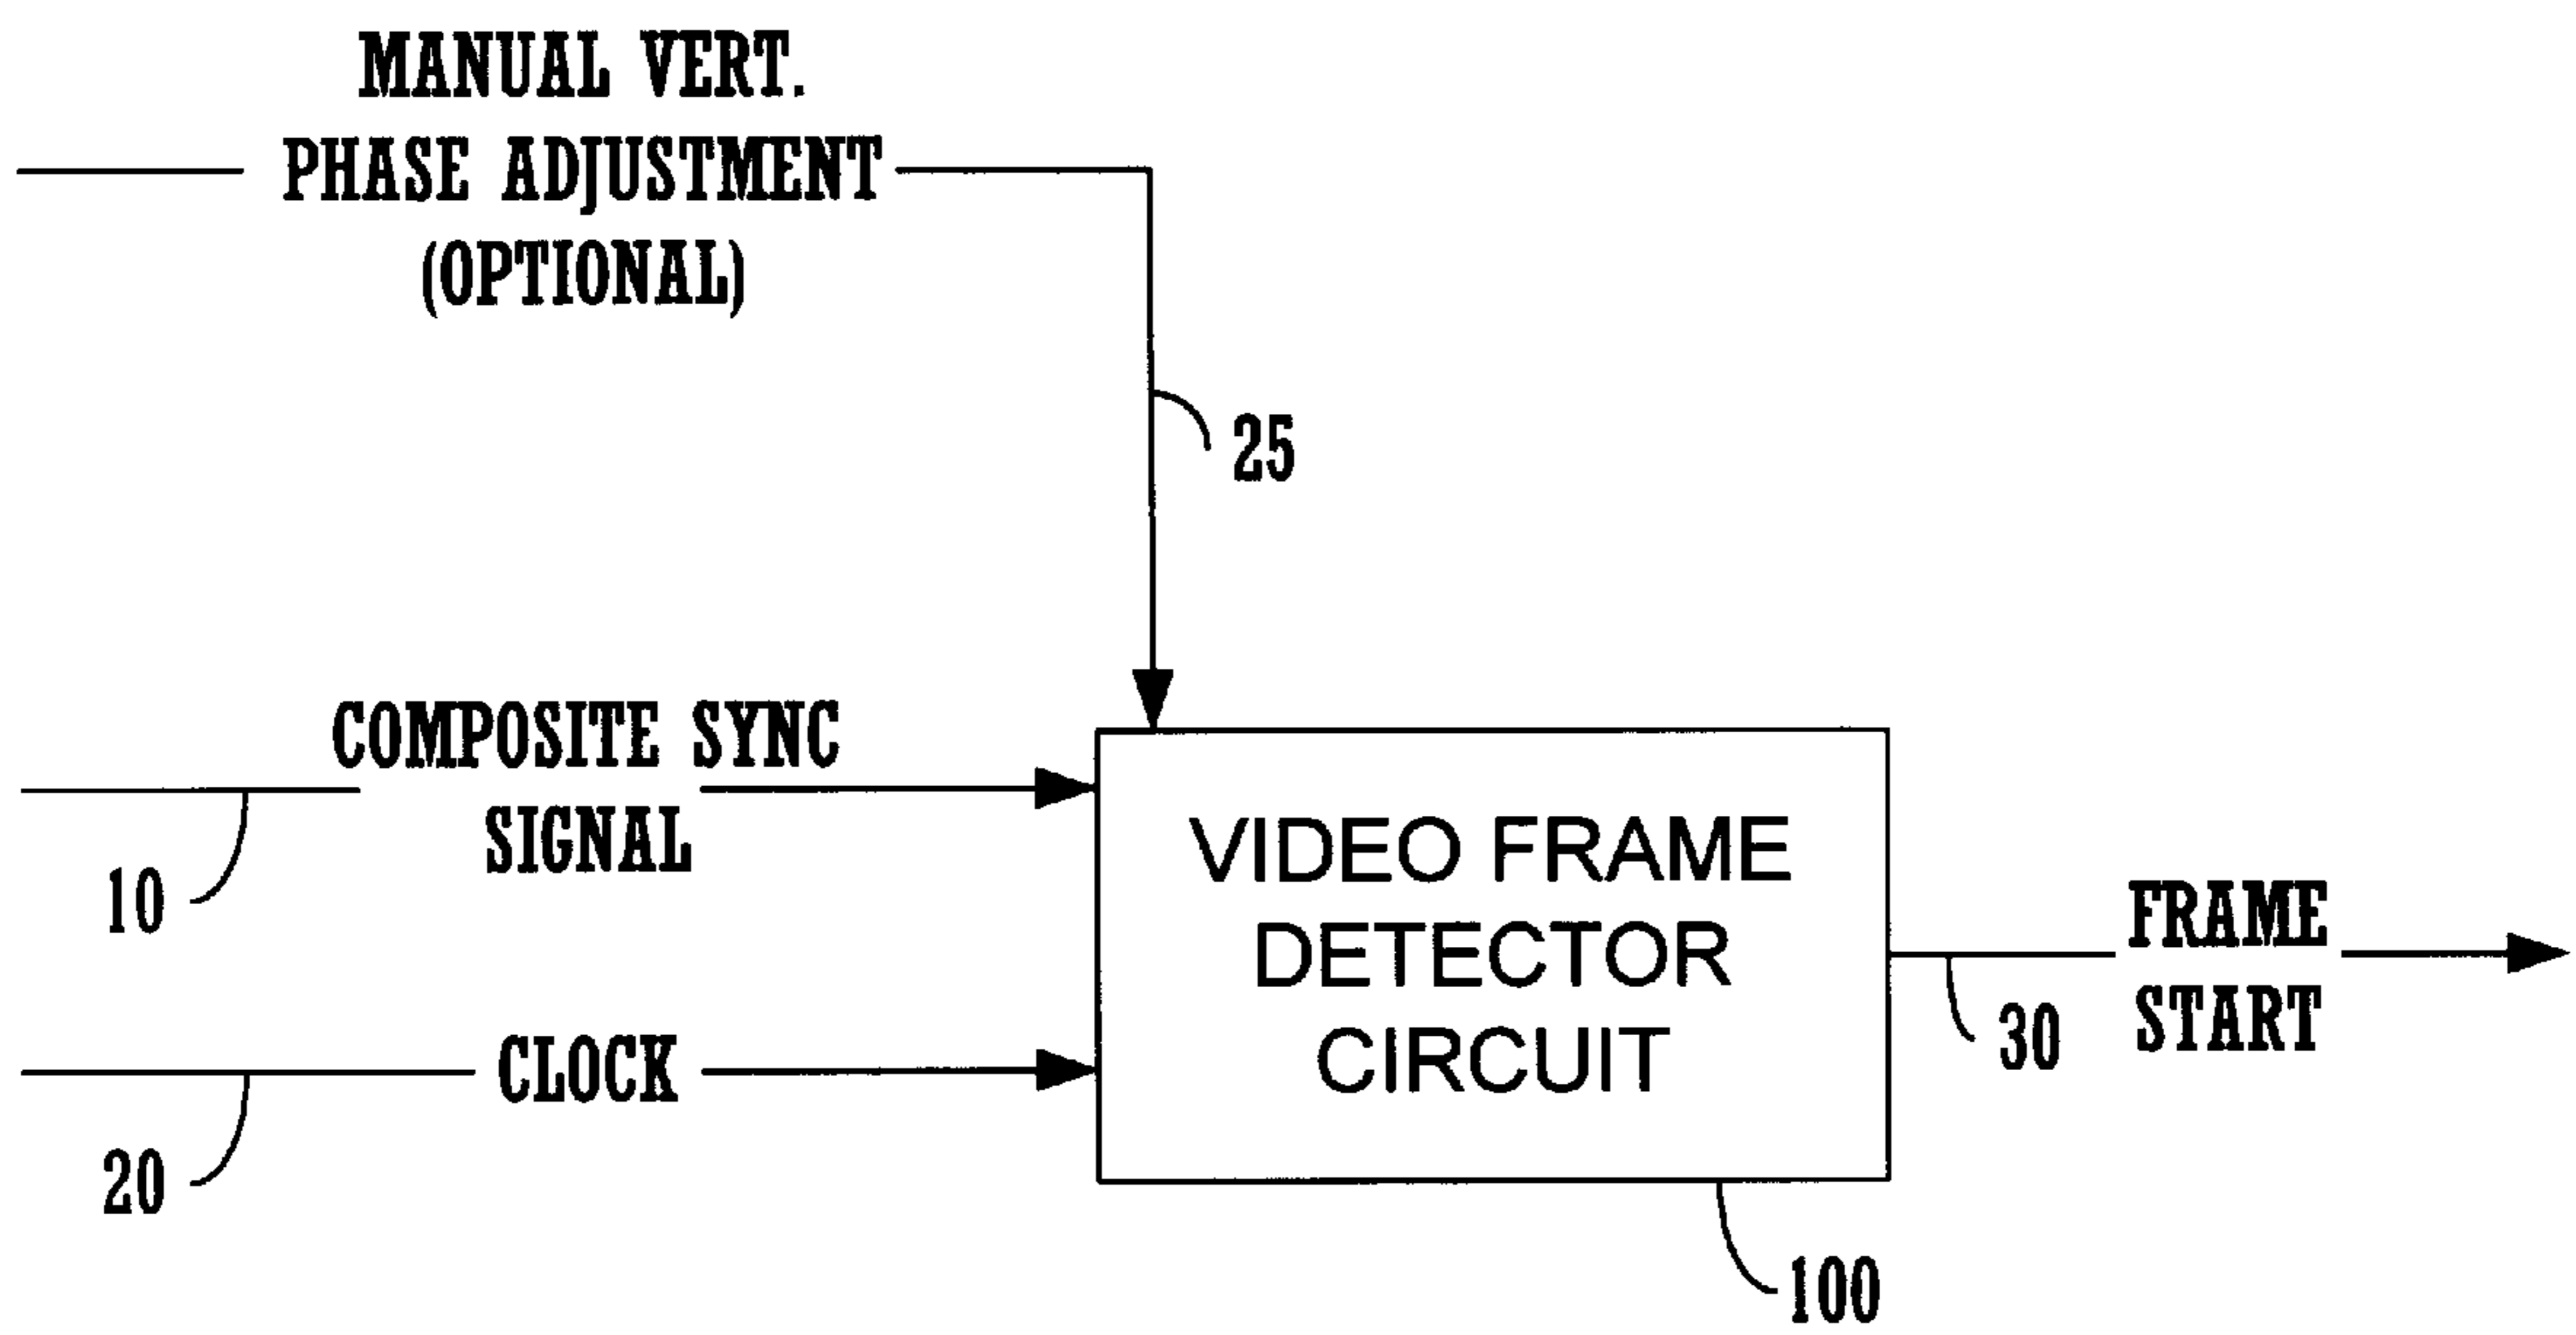 MANUAL VERT.
PHASE ADJUSTMENT
(OPTIONAL)
25
COMPOSITE SYNC
SIGNAL
10
CLOCK
20
VIDEO FRAME
DETECTOR
CIRCUIT
100
FRAME
START
30